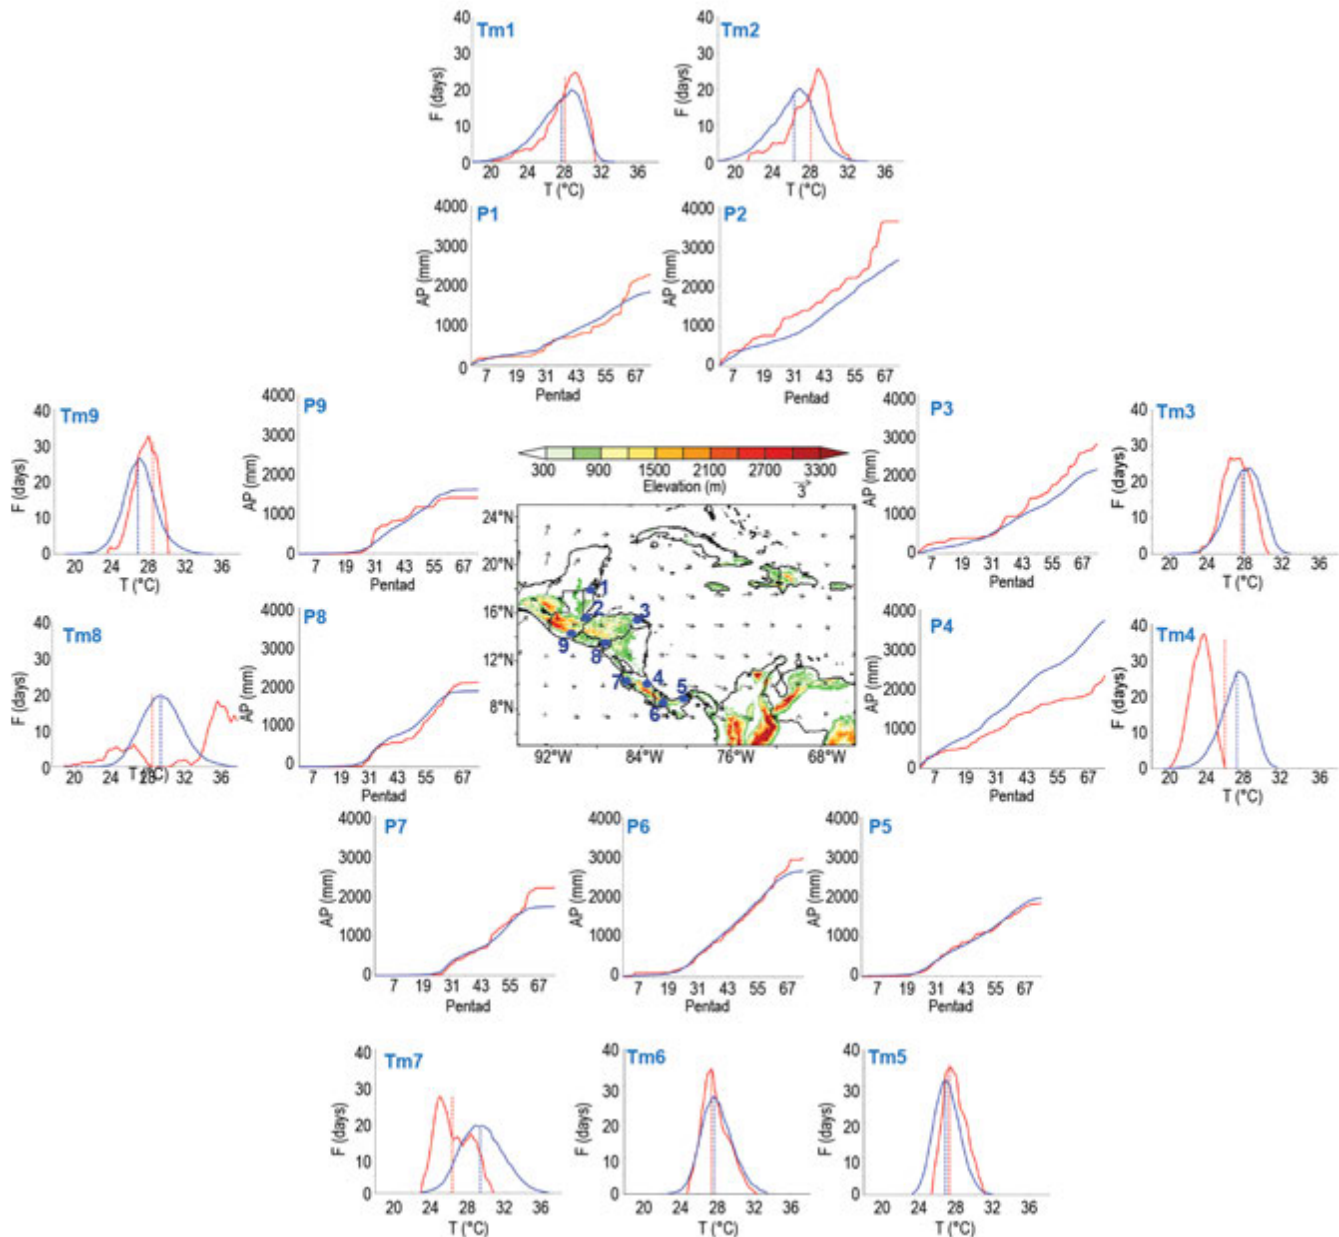 Tm1
F (days)
40
30
20
10
0
20 24 28 32 36
T (°C)
Tm2
F (days)
40
30
20
10
0
20 24 28 32 36
T (°C)
P1
AP (mm)
4000
3000
2000
1000
0
7 19 31 43 55 67
Pentad
P2
AP (mm)
4000
3000
2000
1000
0
7 19 31 43 55 67
Pentad
Tm9
F (days)
40
30
20
10
0
20 24 28 32 36
T (°C)
P9
AP (mm)
4000
3000
2000
1000
0
7 19 31 43 55 67
Pentad
300 900 1500 2100 2700 3300
Elevation (m)
3
24°N
20°N
16°N
12°N
8°N
92°W 84°W 76°W 68°W
1
2
3
9
8
7
4
5
6
P3
AP (mm)
4000
3000
2000
1000
0
7 19 31 43 55 67
Pentad
Tm3
F (days)
40
30
20
10
0
20 24 28 32 36
T (°C)
Tm8
F (days)
40
30
20
10
0
20 24 28 32 36
T (°C)
P8
AP (mm)
4000
3000
2000
1000
0
7 19 31 43 55 67
Pentad
P4
AP (mm)
4000
3000
2000
1000
0
7 19 31 43 55 67
Pentad
Tm4
F (days)
40
30
20
10
0
20 24 28 32 36
T (°C)
P7
AP (mm)
4000
3000
2000
1000
0
7 19 31 43 55 67
Pentad
P6
AP (mm)
4000
3000
2000
1000
0
7 19 31 43 55 67
Pentad
P5
AP (mm)
4000
3000
2000
1000
0
7 19 31 43 55 67
Pentad
Tm7
F (days)
40
30
20
10
0
20 24 28 32 36
T (°C)
Tm6
F (days)
40
30
20
10
0
20 24 28 32 36
T (°C)
Tm5
F (days)
40
30
20
10
0
20 24 28 32 36
T (°C)